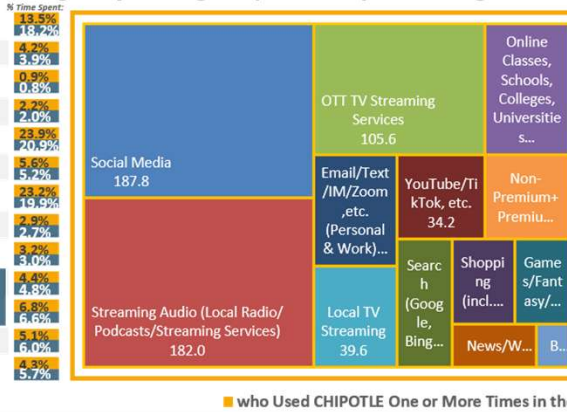 % Time Spent:
13.5%
18.2%
4.2%
3.9%
0.9%
0.8%
2.2%
2.0%
23.9%
20.9%
5.6%
5.2%
23.2%
19.9%
2.9%
2.7%
3.2%
3.0%
4.4%
4.8%
6.8%
6.6%
5.1%
6.0%
4.3%
5.7%
Social Media
187.8
Streaming Audio (Local Radio/
Podcasts/Streaming Services)
182.0
OTT TV Streaming
Services
105.6
Online
Classes,
Schools,
Colleges,
Universitie
s...
Email/Text
/IM/Zoom
,etc.
(Personal
& Work)...
YouTube/Ti
kTok, etc.
34.2
Non-
Premium+
Premiu...
Local TV
Streaming
39.6
Searc
h
(Goog
le,
Bing...
Shoppi
ng
(incl....
Game
s/Fant
asy/...
News/W...
B...
who Used CHIPOTLE One or More Times in the